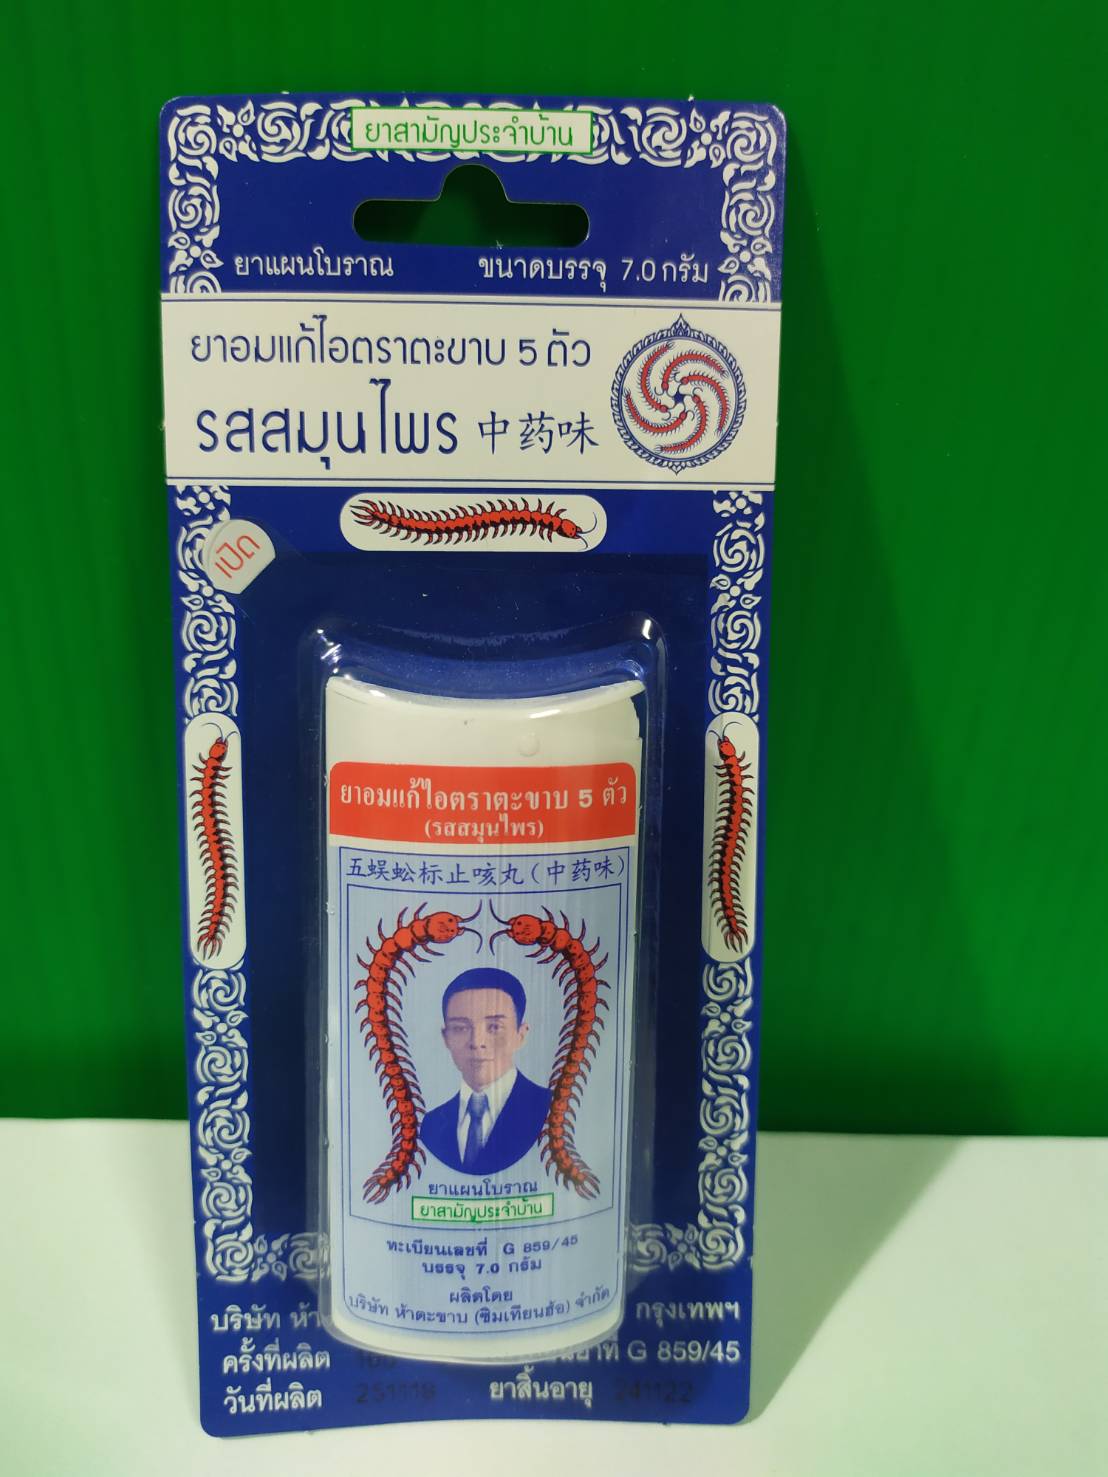 ยาสามัญประจำบ้าน
ยาแผนโบราณ ขนาดบรรจุ 7.0 กรัม
ยาอมแก้ไอตราตะขาบ 5 ตัว
รสสมุนไพร 中药味
เปิด
ยาอมแก้ไอตราตะขาบ 5 ตัว
(รสสมุนไพร)
五蜈蚣标止咳丸(中药味)
ยาแผนโบราณ
ยาสามัญประจำบ้าน
ทะเบียนเลขที่ G 859/45
บรรจุ 7.0 กรัม
ผลิตโดย
บริษัท ห้าตะขาบ (ซิมเทียนฮ้อ) จำกัด
บริษัท ห้า กรุงเทพฯ
ครั้งที่ผลิต G 859/45
วันที่ผลิต 251119 ยาสิ้นอายุ 241122